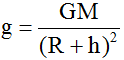 g = GM / (R + h)²